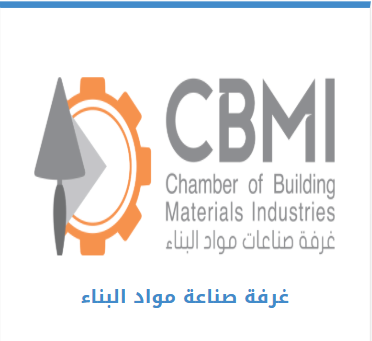 CBMI
Chamber of Building
Materials Industries
غرفة صناعات مواد البناء
غرفة صناعة مواد البناء